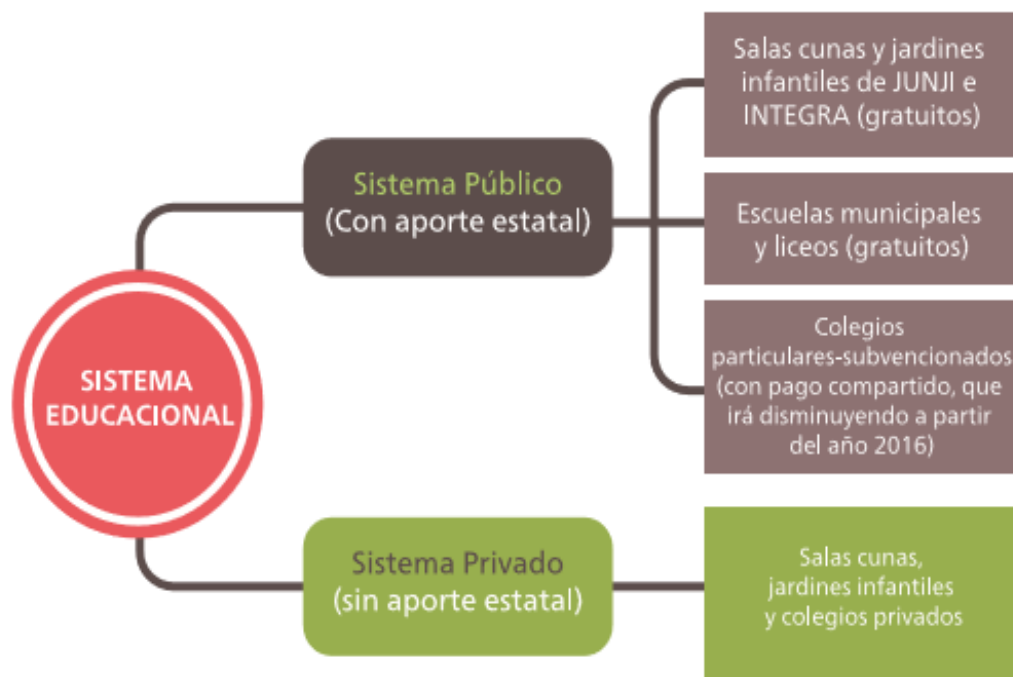 SISTEMA
EDUCACIONAL
Sistema Público
(Con aporte estatal)
Salas cunas y jardines
infantiles de JUNJI e
INTEGRA (gratuitos)
Escuelas municipales
y liceos (gratuitos)
Colegios
particulares-subvencionados
(con pago compartido, que
irá disminuyendo a partir
del año 2016)
Sistema Privado
(sin aporte estatal)
Salas cunas,
jardines infantiles
y colegios privados